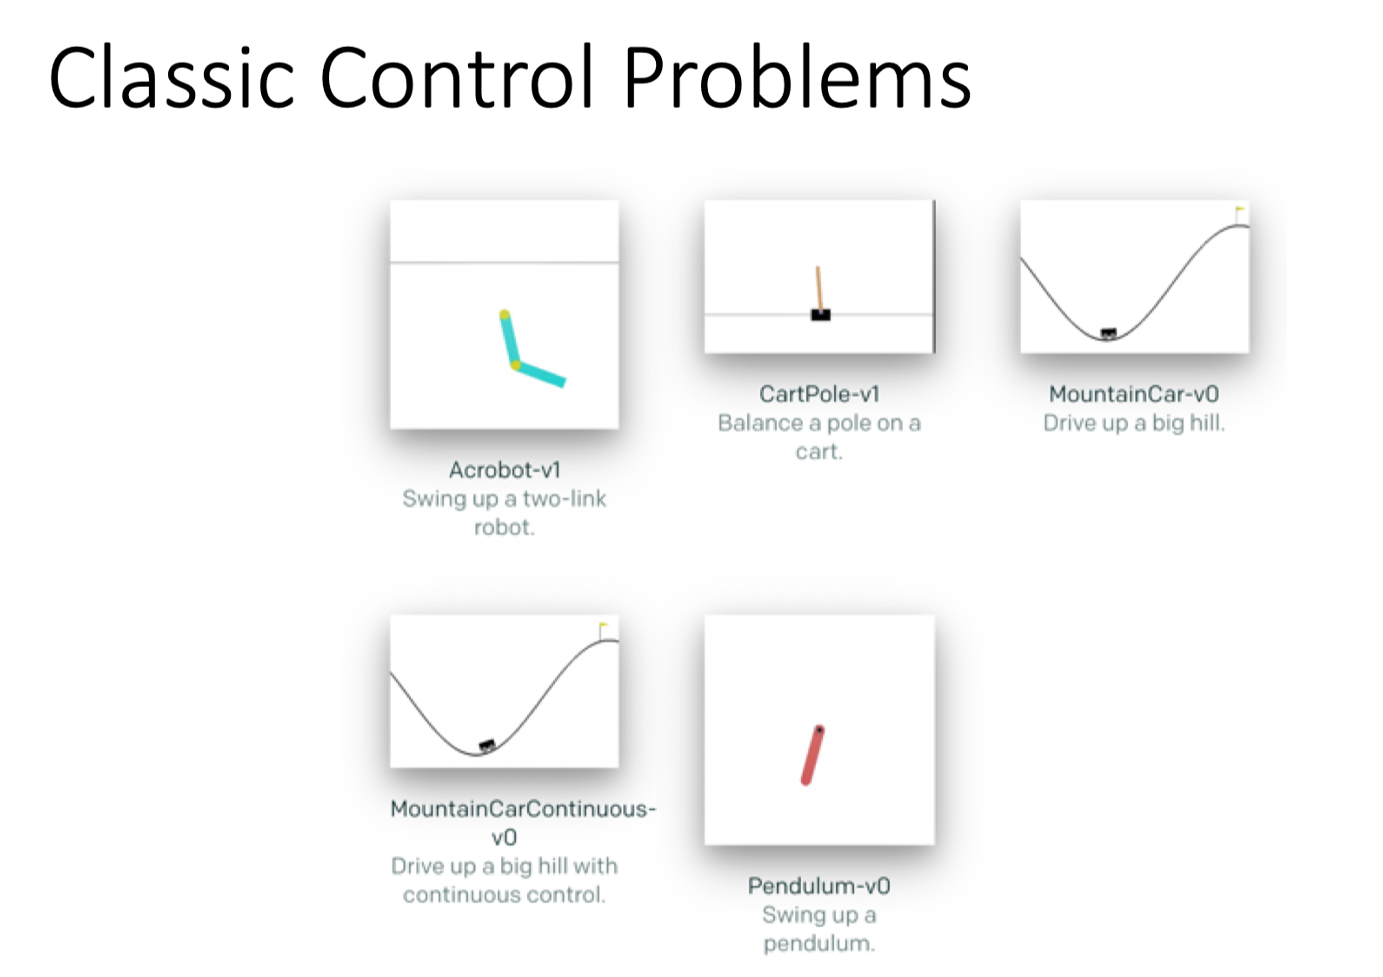 Classic Control Problems
Acrobot-v1
Swing up a two-link
robot.
CartPole-v1
Balance a pole on a
cart.
MountainCar-v0
Drive up a big hill.
MountainCarContinuous-
v0
Drive up a big hill with
continuous control.
Pendulum-v0
Swing up a
pendulum.